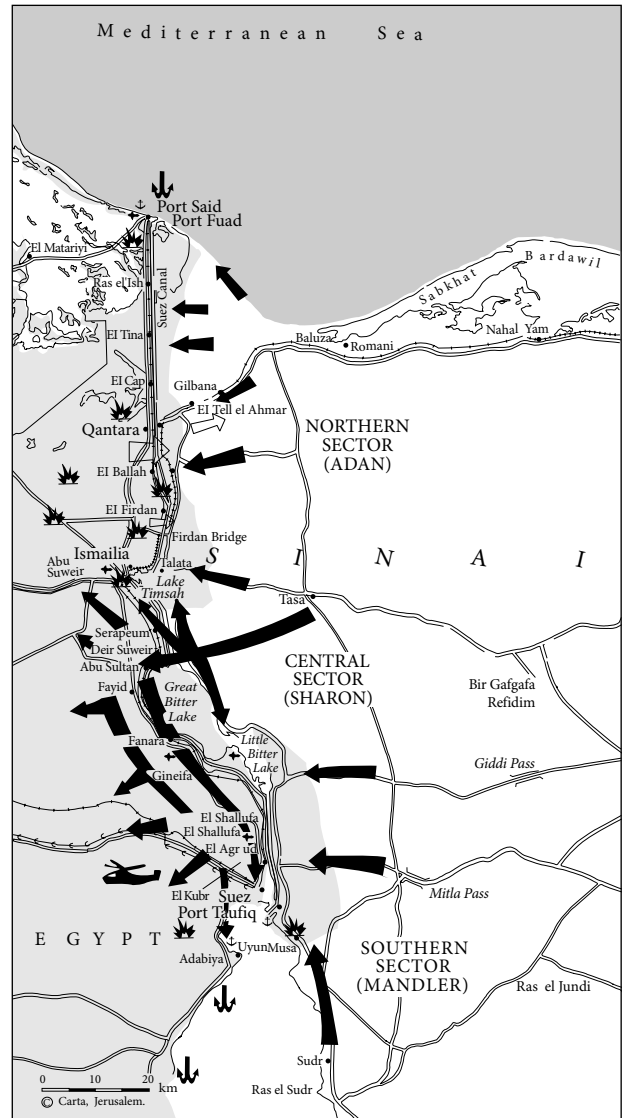 Mediterranean Sea
Port Said
Port Fuad
El Matariyi
Ras el'Ish
Suez Canal
Sabkhat Bardawil
El Tina
Baluza
Romani
Nahal Yam
El Cap
Gilbana
El Tell el Ahmar
Qantara
NORTHERN
SECTOR
(ADAN)
El Ballah
El Firdan
Firdan Bridge
SINAI
Ismailia
Abu
Suweir
Talata
Lake
Timsah
Tasa
Serapeum
Deir Suweir
Abu Sultan
CENTRAL
SECTOR
(SHARON)
Bir Gafgafa
Refidim
Fayid
Great
Bitter
Lake
Fanara
Little
Bitter
Lake
Giddi Pass
Gineifa
El Shallufa
El Shallufa
El Agrud
El Kubr
Suez
Port Taufiq
Mitla Pass
EGYPT
Adabiya
UyunMusa
SOUTHERN
SECTOR
(MANDLER)
Ras el Jundi
Sudr
Ras el Sudr
0 10 20
km
© Carta, Jerusalem.